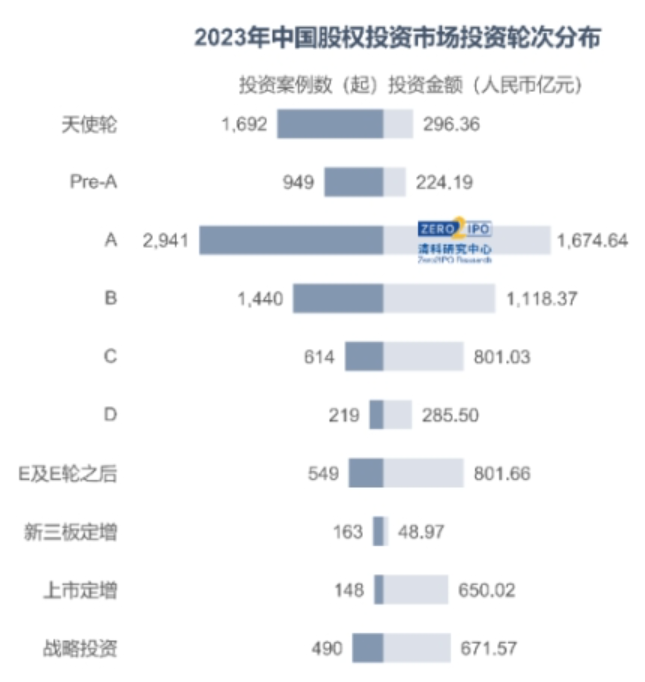 2023年中国股权投资市场投资轮次分布
投资案例数（起）投资金额（人民币亿元）
天使轮 1,692 296.36
Pre-A 949 224.19
A 2,941 1,674.64
ZERO2IPO
清科研究中心
Zero2IPO Research
B 1,440 1,118.37
C 614 801.03
D 219 285.50
E及E轮之后 549 801.66
新三板定增 163 48.97
上市定增 148 650.02
战略投资 490 671.57